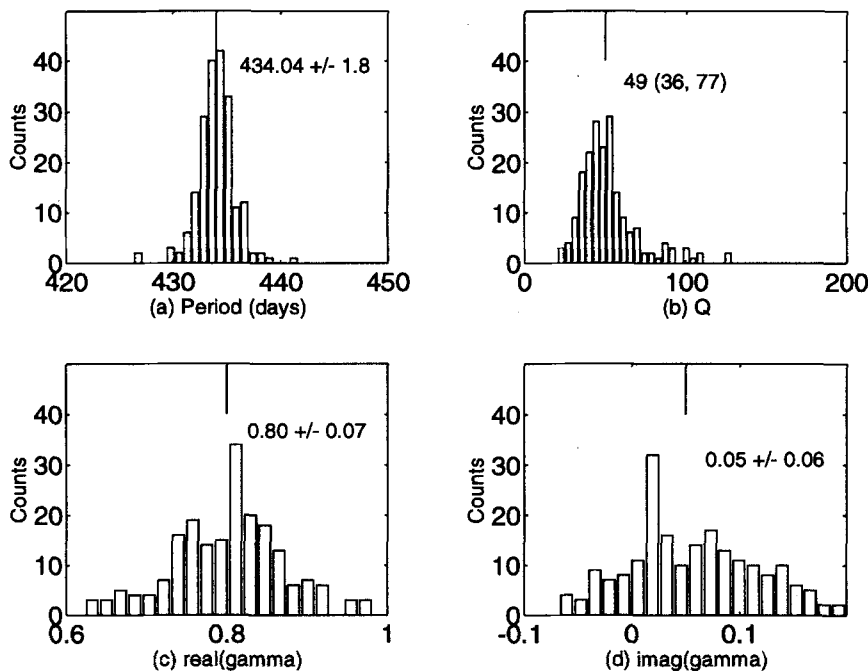 40
30
20
10
0
Counts
434.04 +/- 1.8
420
430
440
450
(a) Period (days)
40
30
20
10
0
Counts
49 (36, 77)
0
100
200
(b) Q
40
30
20
10
0
Counts
0.80 +/- 0.07
0.6
0.8
1
(c) real(gamma)
40
30
20
10
0
Counts
0.05 +/- 0.06
-0.1
0
0.1
(d) imag(gamma)